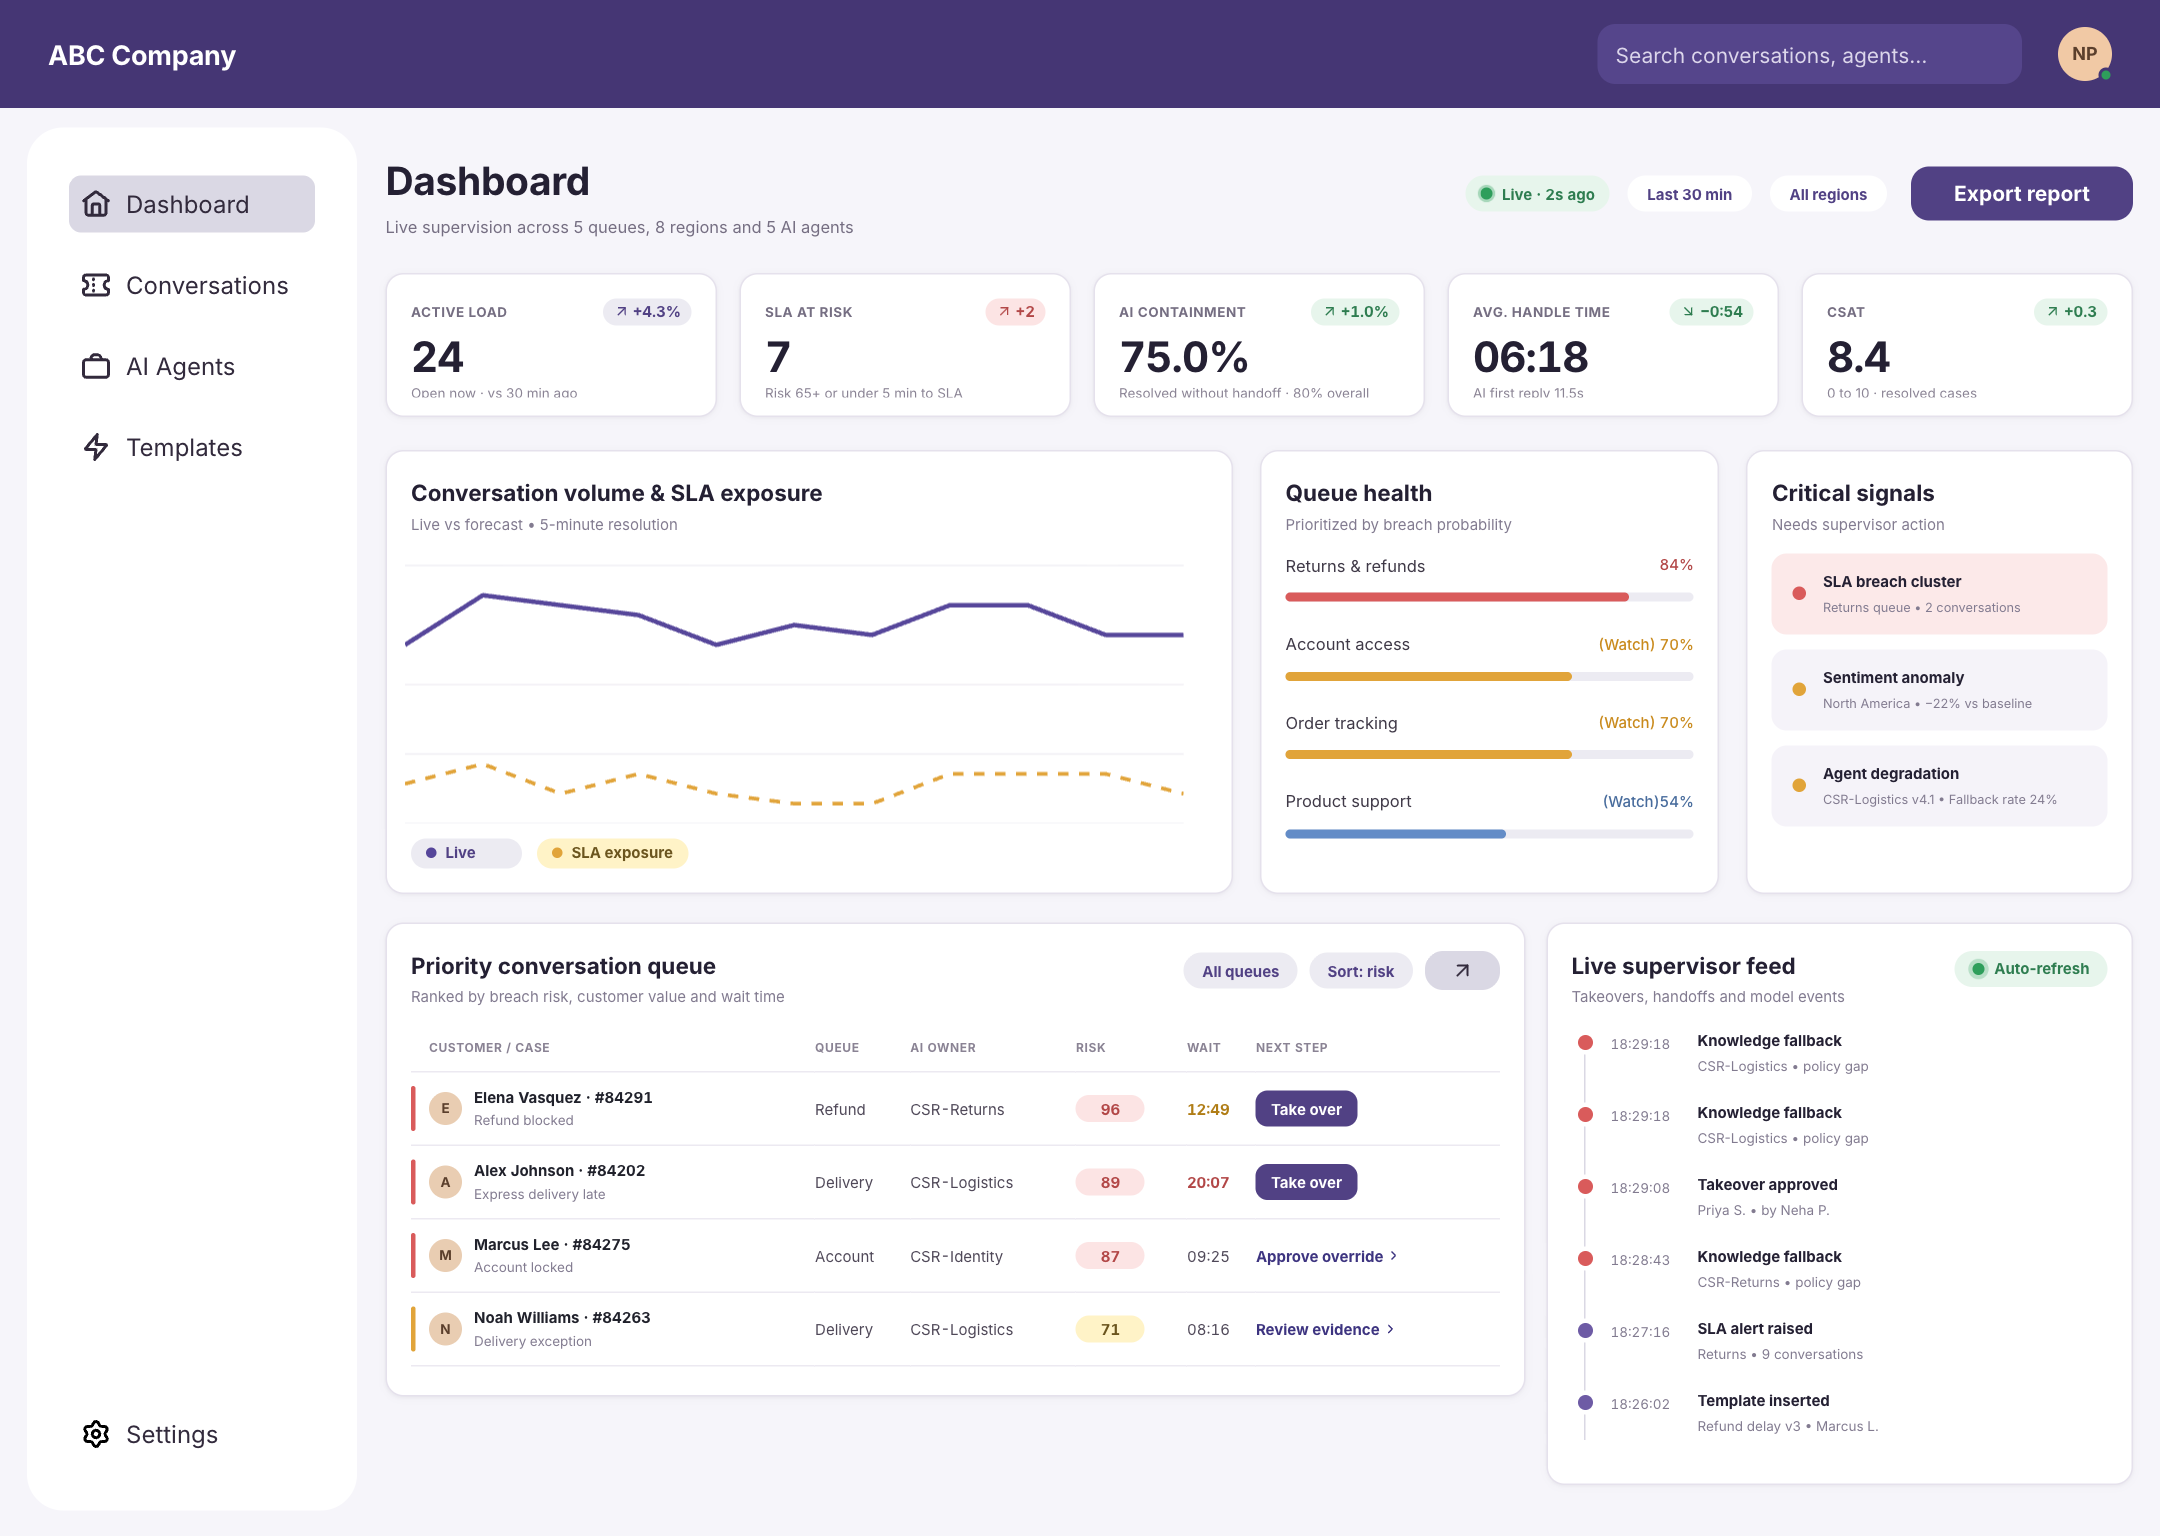 ABC Company
Search conversations, agents...
NP
Dashboard
Conversations
AI Agents
Templates
Settings
Dashboard
Live supervision across 5 queues, 8 regions and 5 AI agents
Live · 2s ago
Last 30 min
All regions
Export report
ACTIVE LOAD
↗ +4.3%
24
Open now · vs 30 min ago
SLA AT RISK
↗ +2
7
Risk 65+ or under 5 min to SLA
AI CONTAINMENT
↗ +1.0%
75.0%
Resolved without handoff · 80% overall
AVG. HANDLE TIME
↘ −0:54
06:18
AI first reply 11.5s
CSAT
↗ +0.3
8.4
0 to 10 · resolved cases
Conversation volume & SLA exposure
Live vs forecast • 5-minute resolution
Live
SLA exposure
Queue health
Prioritized by breach probability
Returns & refunds 84%
Account access (Watch) 70%
Order tracking (Watch) 70%
Product support (Watch)54%
Critical signals
Needs supervisor action
SLA breach cluster
Returns queue • 2 conversations
Sentiment anomaly
North America • −22% vs baseline
Agent degradation
CSR-Logistics v4.1 • Fallback rate 24%
Priority conversation queue
Ranked by breach risk, customer value and wait time
All queues
Sort: risk
↗
CUSTOMER / CASE QUEUE AI OWNER RISK WAIT NEXT STEP
E
Elena Vasquez · #84291
Refund blocked
Refund CSR-Returns 96 12:49 Take over
A
Alex Johnson · #84202
Express delivery late
Delivery CSR-Logistics 89 20:07 Take over
M
Marcus Lee · #84275
Account locked
Account CSR-Identity 87 09:25 Approve override ›
N
Noah Williams · #84263
Delivery exception
Delivery CSR-Logistics 71 08:16 Review evidence ›
Live supervisor feed
Takeovers, handoffs and model events
Auto-refresh
18:29:18 Knowledge fallback
CSR-Logistics • policy gap
18:29:18 Knowledge fallback
CSR-Logistics • policy gap
18:29:08 Takeover approved
Priya S. • by Neha P.
18:28:43 Knowledge fallback
CSR-Returns • policy gap
18:27:16 SLA alert raised
Returns • 9 conversations
18:26:02 Template inserted
Refund delay v3 • Marcus L.